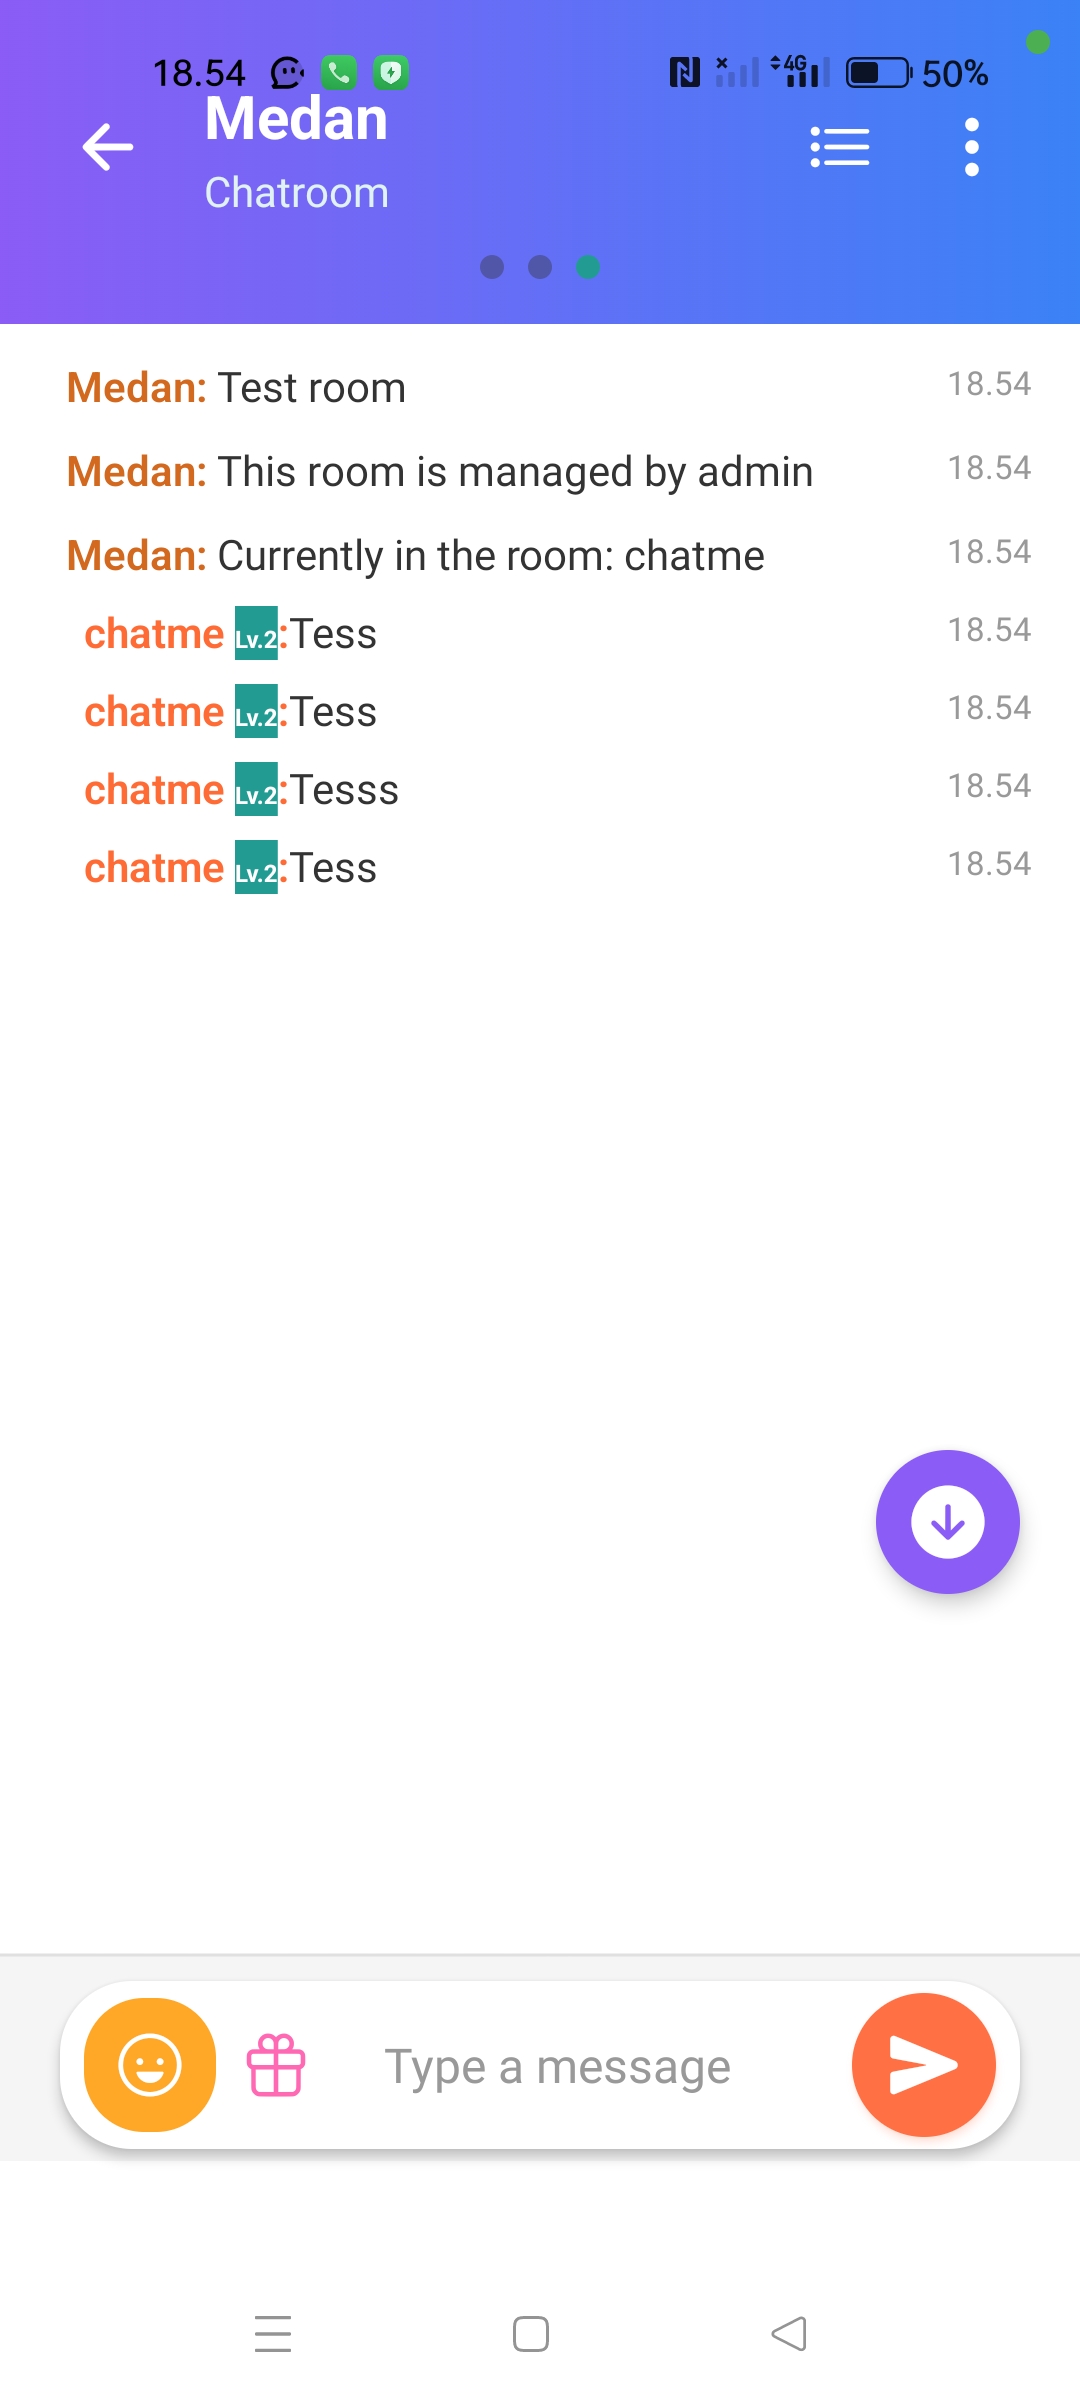 18.54 4G 50%
Medan
Chatroom
Medan: Test room 18.54
Medan: This room is managed by admin 18.54
Medan: Currently in the room: chatme 18.54
chatme Lv.2:Tess 18.54
chatme Lv.2:Tess 18.54
chatme Lv.2:Tesss 18.54
chatme Lv.2:Tess 18.54
Type a message